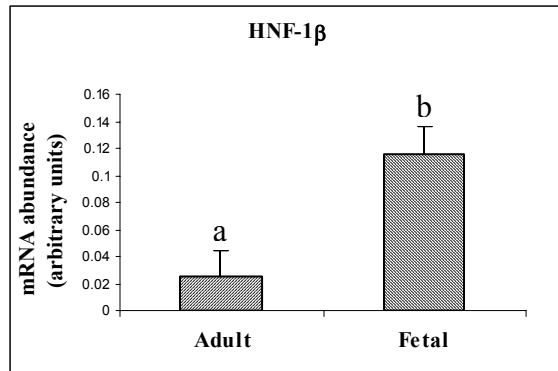 HNF-1β
mRNA abundance
(arbitrary units)
0.16
0.14
0.12
0.1
0.08
0.06
0.04
0.02
0
a
b
Adult
Fetal